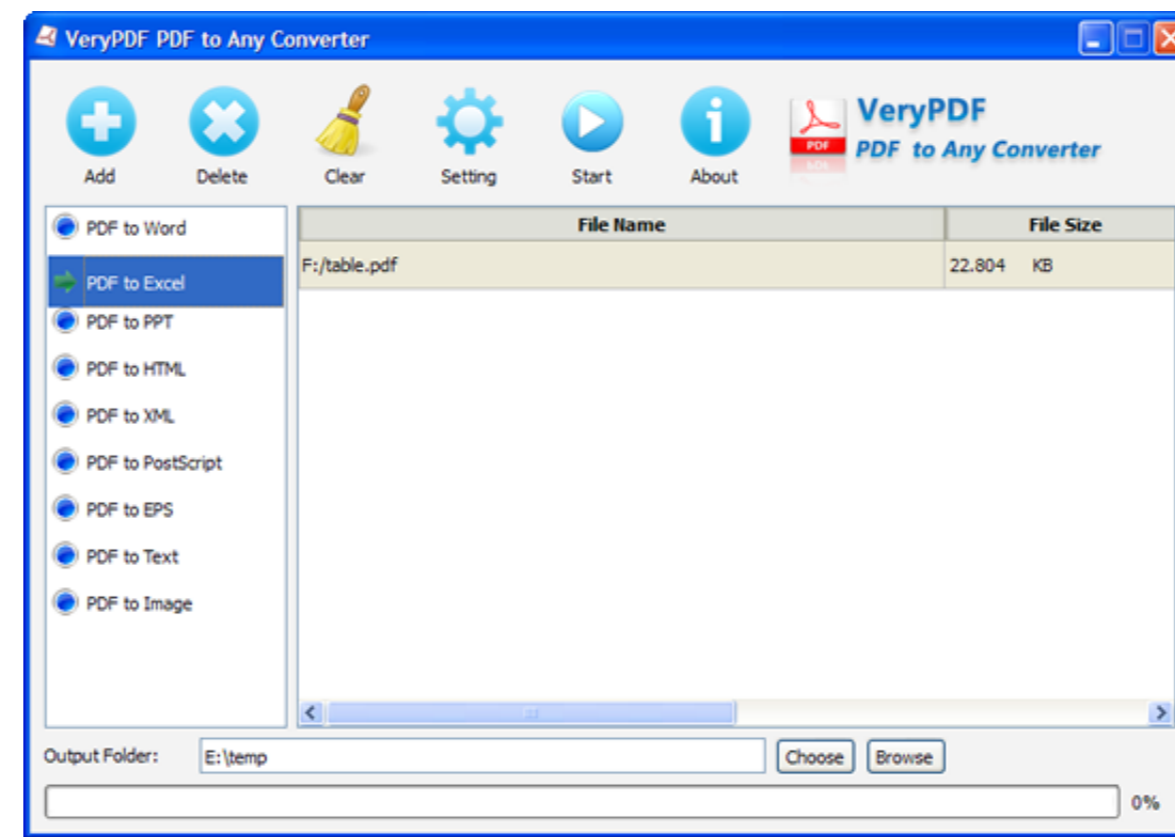 VeryPDF PDF to Any Converter
Add Delete Clear Setting Start About
PDF
VeryPDF
PDF to Any Converter
PDF to Word
PDF to Excel
PDF to PPT
PDF to HTML
PDF to XML
PDF to PostScript
PDF to EPS
PDF to Text
PDF to Image
File Name File Size
F:/table.pdf 22.804 KB
Output Folder: E:\temp Choose Browse
0%